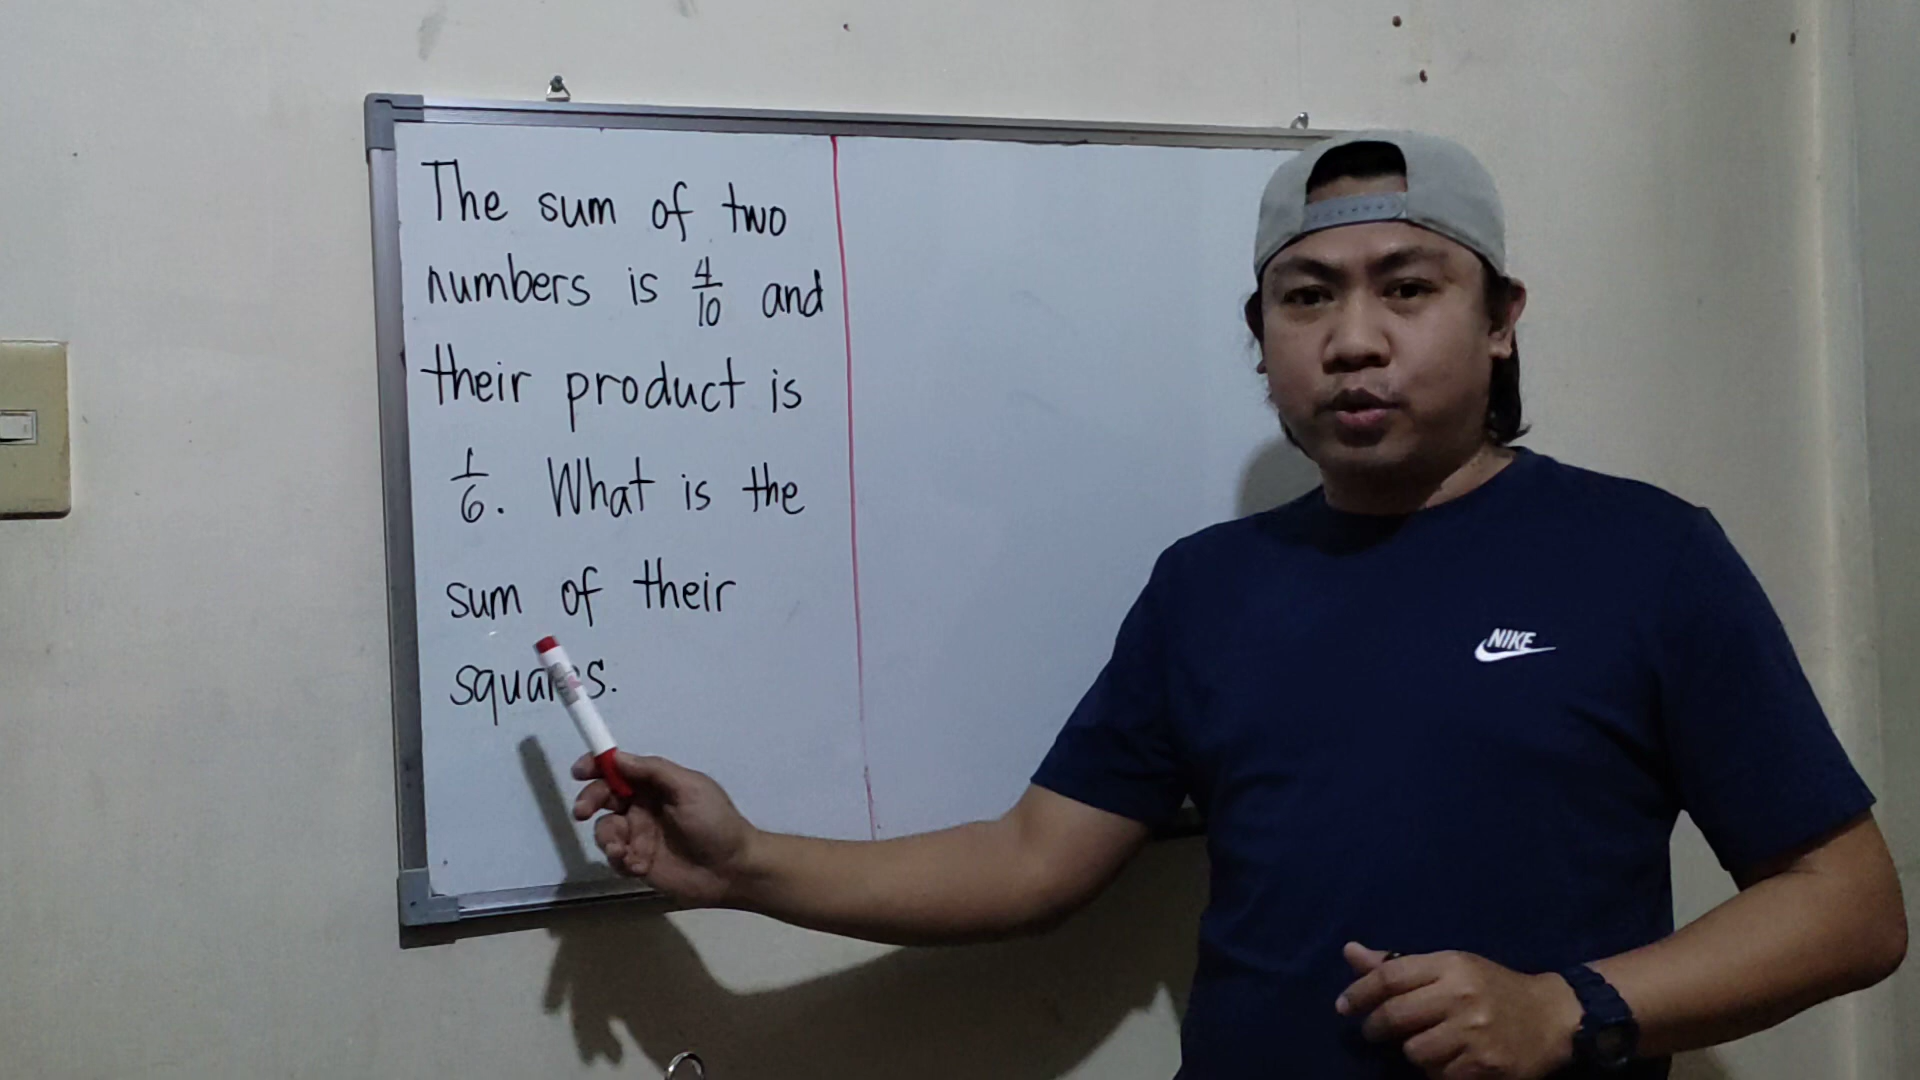 The sum of two
numbers is 4/10 and
their product is
1/6. What is the
sum of their
squares.
NIKE